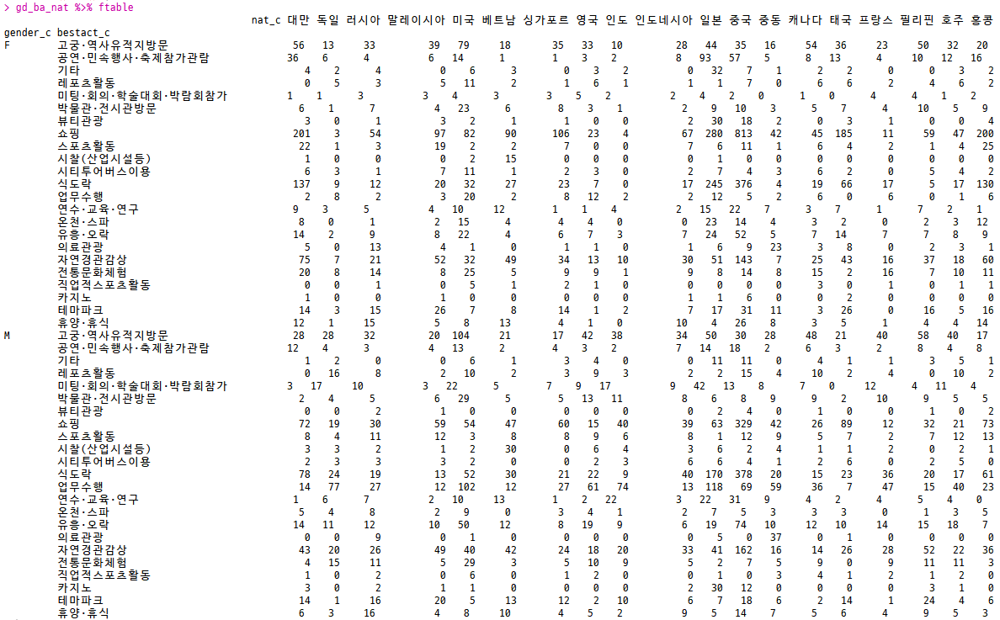 > gd_ba_nat %>% ftable
nat_c 대만 독일 러시아 말레이시아 미국 베트남 싱가포르 영국 인도 인도네시아 일본 중국 중동 캐나다 태국 프랑스 필리핀 호주 홍콩
gender_c bestact_c
F 고궁·역사유적지방문 56 13 33 39 79 18 35 33 10 28 44 35 16 54 36 23 50 32 20
공연·민속행사·축제참가관람 36 6 4 6 14 1 1 3 2 8 93 57 5 8 13 4 10 12 16
기타 4 2 4 0 6 3 0 3 2 0 32 7 1 2 2 0 0 3 2
레포츠활동 0 5 3 5 11 2 1 6 1 1 1 7 0 6 6 2 4 6 2
미팅·회의·학술대회·박람회참가 1 1 3 3 4 3 3 5 2 2 4 2 0 1 0 4 4 1 2
박물관·전시관방문 6 1 7 4 23 6 8 3 1 2 9 10 3 5 7 4 10 5 9
뷰티관광 3 0 1 3 2 1 1 0 0 2 30 18 2 0 3 1 0 0 4
쇼핑 201 3 54 97 82 90 106 23 4 67 280 813 42 45 185 11 59 47 200
스포츠활동 22 1 3 19 2 2 7 0 0 7 6 11 1 6 4 2 1 4 25
시찰(산업시설등) 1 0 0 0 2 15 0 0 0 0 1 0 0 0 0 0 0 0 0
시티투어버스이용 6 3 1 7 11 1 2 3 0 2 7 4 3 6 2 0 5 4 2
식도락 137 9 12 20 32 27 23 7 0 17 245 376 4 19 66 17 5 17 130
업무수행 2 8 2 3 20 2 8 12 2 2 12 5 2 6 0 6 0 1 6
연수·교육·연구 9 3 5 4 10 12 1 1 4 2 15 22 7 3 7 1 7 2 1
온천·스파 8 0 1 2 15 4 4 4 0 0 23 14 4 3 2 0 2 3 12
유흥·오락 14 2 9 8 22 4 6 7 3 7 24 52 5 7 14 7 7 8 9
의료관광 5 0 13 4 1 0 1 1 0 1 6 9 23 3 8 0 2 3 1
자연경관감상 75 7 21 52 32 49 34 13 10 30 51 143 7 25 43 16 37 18 60
전통문화체험 20 8 14 8 25 5 9 9 1 9 8 14 8 15 2 16 7 10 11
직업적스포츠활동 0 0 1 0 5 1 2 1 0 0 0 0 0 3 0 1 0 1 1
카지노 1 0 0 1 0 0 0 0 0 1 1 6 0 0 2 0 0 0 0
테마파크 14 3 15 26 7 8 14 1 2 7 17 31 11 3 26 0 16 5 16
휴양·휴식 12 1 15 5 8 13 4 1 0 10 4 26 8 3 5 1 4 4 14
M 고궁·역사유적지방문 28 28 32 20 104 21 17 42 38 34 50 30 28 48 21 40 58 40 17
공연·민속행사·축제참가관람 12 4 3 4 13 2 4 3 2 7 14 18 2 6 3 2 8 4 8
기타 1 2 0 0 6 1 3 4 0 0 11 11 0 4 1 1 3 5 1
레포츠활동 0 16 8 2 10 2 3 9 3 2 2 15 4 10 2 4 0 10 2
미팅·회의·학술대회·박람회참가 3 17 10 3 22 5 7 9 17 9 42 13 8 7 0 12 4 11 4
박물관·전시관방문 2 4 5 6 29 5 5 13 11 8 6 8 9 9 2 10 9 5 5
뷰티관광 0 0 2 1 0 0 0 0 0 0 2 4 0 1 0 0 1 0 2
쇼핑 72 19 30 59 54 47 60 15 40 39 63 329 42 26 89 12 32 21 73
스포츠활동 8 4 11 12 3 8 8 9 6 8 1 12 9 5 7 2 7 12 13
시찰(산업시설등) 3 3 2 1 2 30 0 6 4 3 6 2 4 1 1 2 0 2 1
시티투어버스이용 2 3 3 3 2 0 0 2 3 6 6 4 1 2 6 0 2 5 0
식도락 78 24 19 13 52 30 21 22 9 40 170 378 20 15 23 36 20 17 61
업무수행 14 77 27 12 102 12 27 61 74 13 118 69 59 36 7 47 15 40 23
연수·교육·연구 1 6 7 2 10 13 1 2 22 3 22 31 9 4 2 4 5 4 0
온천·스파 5 4 8 2 9 0 3 4 1 2 7 5 3 3 3 0 1 3 5
유흥·오락 14 11 12 10 50 12 8 19 9 6 19 74 10 12 10 14 15 18 7
의료관광 0 0 9 0 1 0 0 0 0 0 5 0 37 0 1 0 0 0 0
자연경관감상 43 20 26 49 40 42 24 18 20 33 41 162 16 14 26 28 52 22 36
전통문화체험 4 15 11 5 29 3 5 10 9 5 2 7 5 9 0 9 11 11 3
직업적스포츠활동 1 0 2 0 6 0 1 2 0 0 1 0 3 4 1 2 1 2 0
카지노 3 0 2 1 1 0 0 0 0 2 30 12 0 0 0 0 3 1 0
테마파크 14 1 16 20 5 13 12 2 10 6 7 18 6 2 14 1 24 4 6
휴양·휴식 6 3 16 4 8 10 4 5 2 9 5 14 7 5 6 4 9 5 3